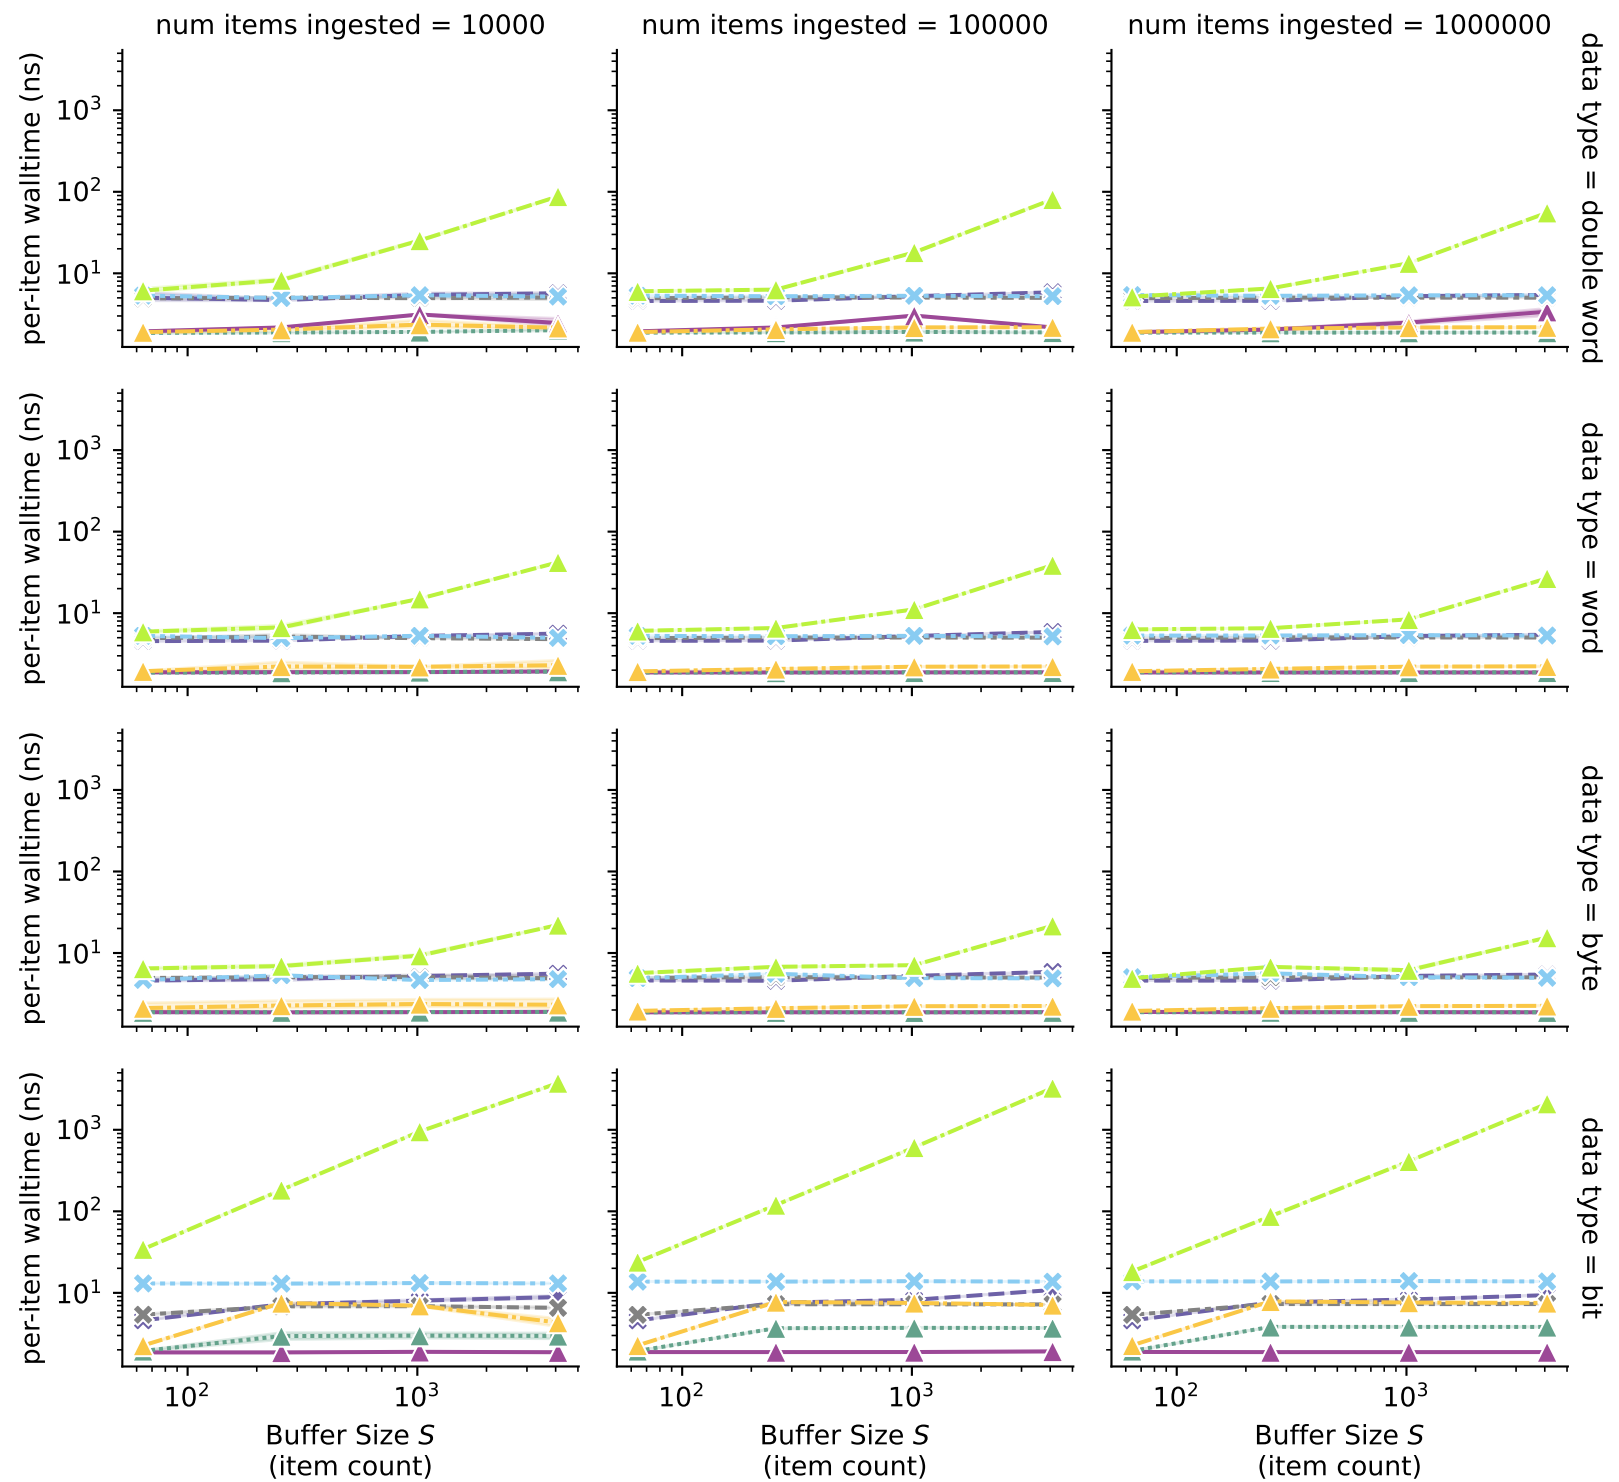 num items ingested = 10000
num items ingested = 100000
num items ingested = 1000000
per-item walltime (ns)
10³
10²
10¹
data type = double word
per-item walltime (ns)
10³
10²
10¹
data type = word
per-item walltime (ns)
10³
10²
10¹
data type = byte
per-item walltime (ns)
10³
10²
10¹
data type = bit
10² 10³
10² 10³
10² 10³
Buffer Size S
(item count)
Buffer Size S
(item count)
Buffer Size S
(item count)